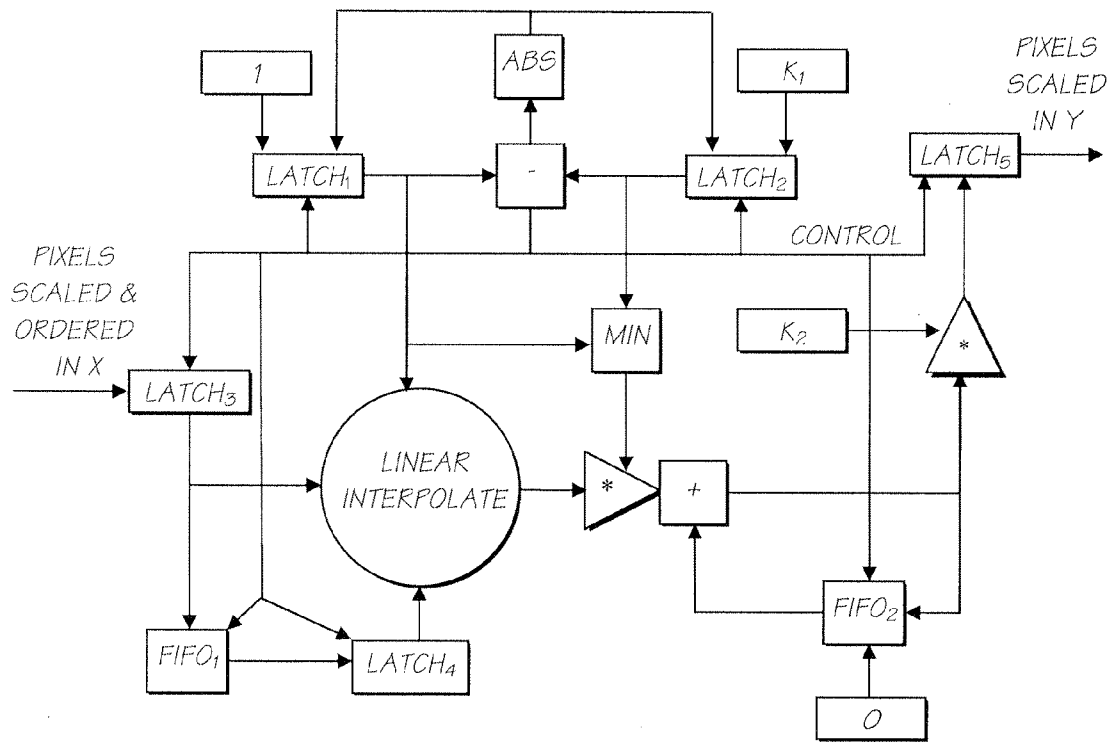 ABS
PIXELS
SCALED
IN Y
1
K₁
LATCH₁
-
LATCH₂
LATCH₅
CONTROL
PIXELS
SCALED &
ORDERED
IN X
MIN
K₂
*
LATCH₃
LINEAR
INTERPOLATE
*
+
FIFO₂
FIFO₁
LATCH₄
0